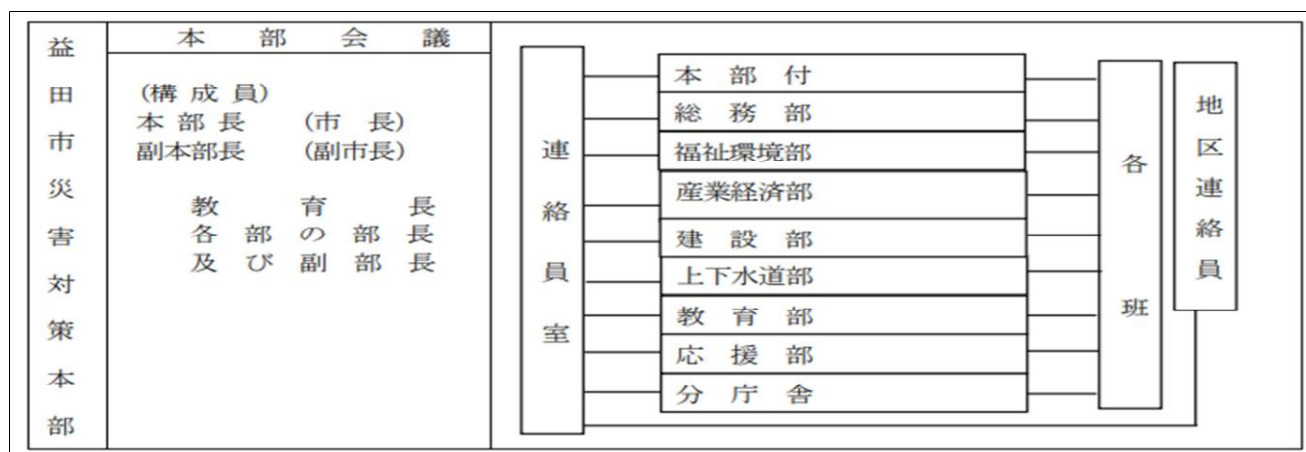 益田市災害対策本部
本部会議
(構成員)
本部長 (市長)
副本部長 (副市長)
教育長
各部の部長
及び副部長
連絡員室
本部付
総務部
福祉環境部
産業経済部
建設部
上下水道部
教育部
応援部
分庁舎
各班
地区連絡員